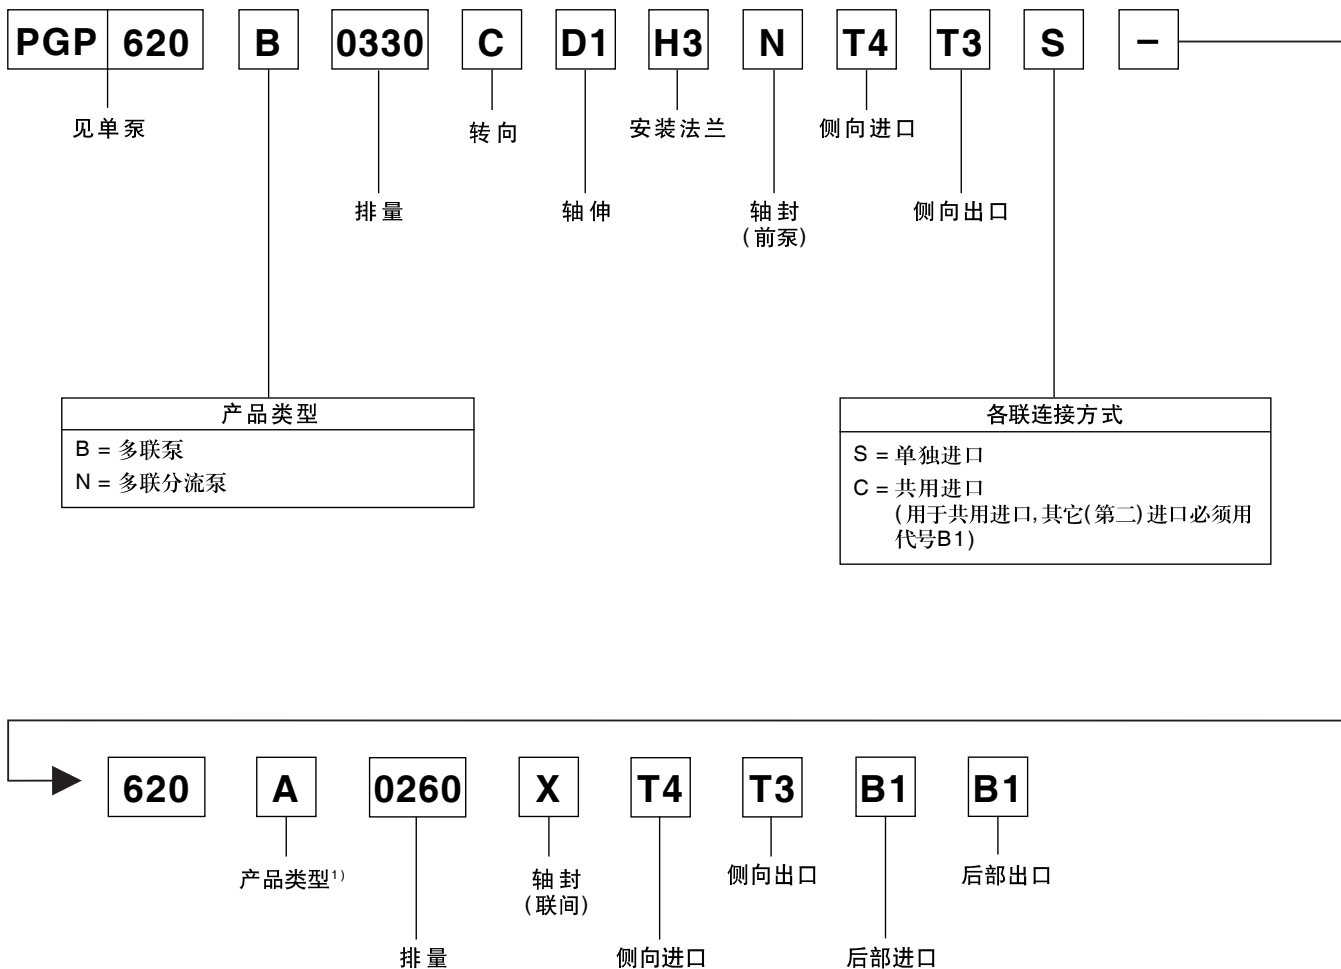 PGP 620 B 0330 C D1 H3 N T4 T3 S –
见单泵
转向
安装法兰
侧向进口
排量
轴伸
轴封
(前泵)
侧向出口
产品类型
B = 多联泵
N = 多联分流泵
各联连接方式
S = 单独进口
C = 共用进口
(用于共用进口,其它(第二)进口必须用
代号B1)
620 A 0260 X T4 T3 B1 B1
产品类型1)
轴封
(联间)
侧向出口
后部出口
排量
侧向进口
后部进口